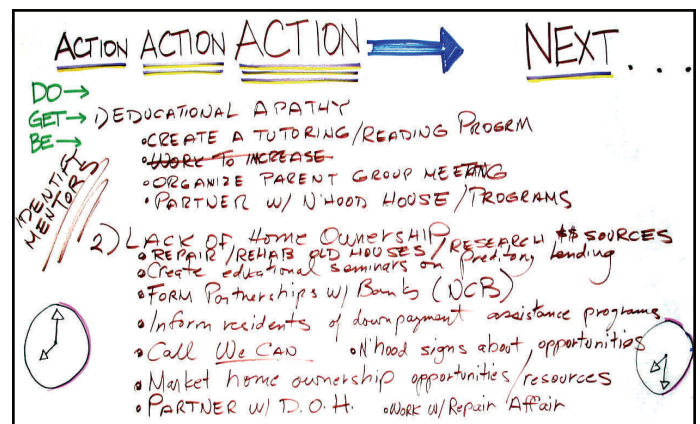 ACTION ACTION ACTION NEXT...
DO→
GET→ 1) EDUCATIONAL APATHY
BE→ •CREATE A TUTORING/READING PROGRM
•WORK TO INCREASE
•ORGANIZE PARENT GROUP MEETING
•PARTNER W/ N'HOOD HOUSE/PROGRAMS
IDENTIFY
MENTORS
2) LACK OF HOME OWNERSHIP
•REPAIR/REHAB OLD HOUSES/RESEARCH $$ SOURCES
•Create educational seminars on Preditory Lending
•FORM Partnerships W/ Banks (NCB)
•Inform residents of downpayment assistance programs
•Call WE CAN •N'hood signs about opportunities
•Market home ownership opportunities/resources
•PARTNER W/ D.O.H. •WORK W/ Repair Affair